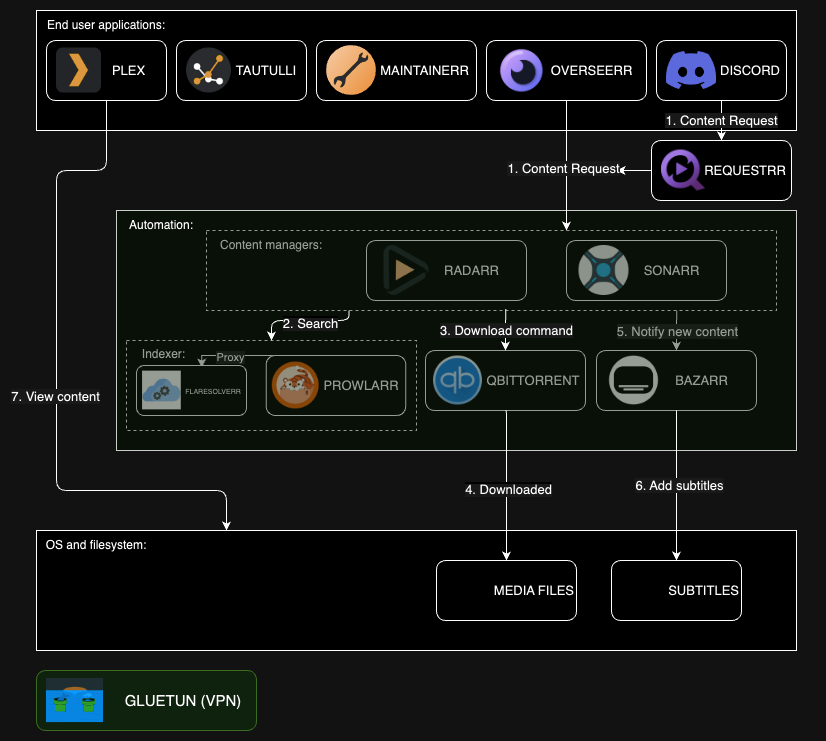 End user applications:
PLEX
TAUTULLI
MAINTAINERR
OVERSEERR
DISCORD
1. Content Request
1. Content Request
REQUESTRR
Automation:
Content managers:
RADARR
SONARR
2. Search
3. Download command
5. Notify new content
Indexer:
Proxy
FLARESOLVERR
PROWLARR
qb
QBITTORRENT
BAZARR
7. View content
4. Downloaded
6. Add subtitles
OS and filesystem:
MEDIA FILES
SUBTITLES
GLUETUN (VPN)